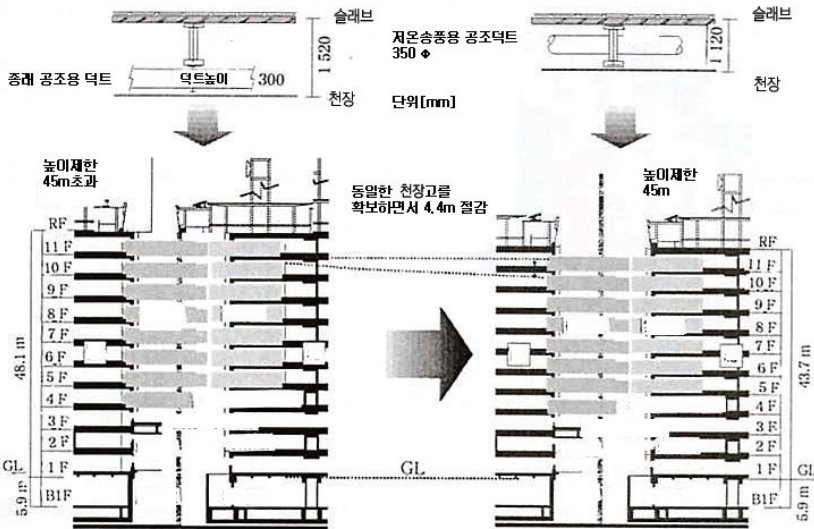 슬래브
1 520
종래 공조용 덕트
덕트높이
300
천장
슬래브
저온송풍용 공조덕트
350 Φ
1 120
천장
단위[mm]
높이제한
45m초과
동일한 천장고를
확보하면서 4.4m 절감
높이제한
45m
RF
11 F
10 F
9 F
8 F
7 F
6 F
5 F
4 F
3 F
2 F
1 F
B1F
GL
48.1 m
5.9 m
GL
RF
11 F
10 F
9 F
8 F
7 F
6 F
5 F
4 F
3 F
2 F
1 F
B1F
GL
43.7 m
5.9 m